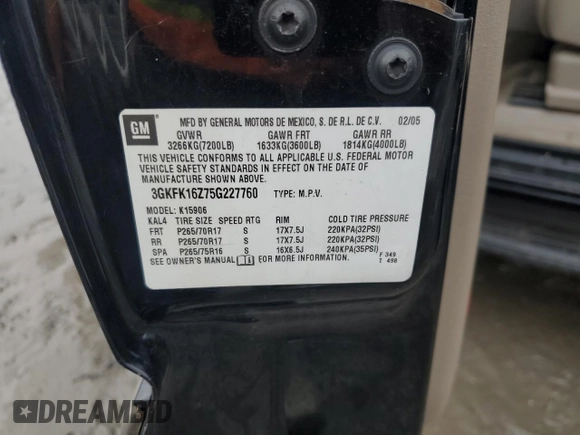 GM
MFD BY GENERAL MOTORS DE MEXICO, S. DE R.L. DE C.V. 02/05
GVWR GAWR FRT GAWR RR
3266KG(7200LB) 1633KG(3600LB) 1814KG(4000LB)
THIS VEHICLE CONFORMS TO ALL APPLICABLE U.S. FEDERAL MOTOR
VEHICLE SAFETY STANDARDS IN EFFECT ON THE DATE OF
MANUFACTURE SHOWN ABOVE.
3GKFK16Z75G227760 TYPE: M.P.V.
MODEL: K15906
KAL4 TIRE SIZE SPEED RTG RIM COLD TIRE PRESSURE
FRT P265/70R17 S 17X7.5J 220KPA(32PSI)
RR P265/70R17 S 17X7.5J 220KPA(32PSI)
SPA P265/75R16 S 16X6.5J 240KPA(35PSI)
SEE OWNER'S MANUAL FOR MORE INFORMATION.
F 349
T 498
DREAM3D